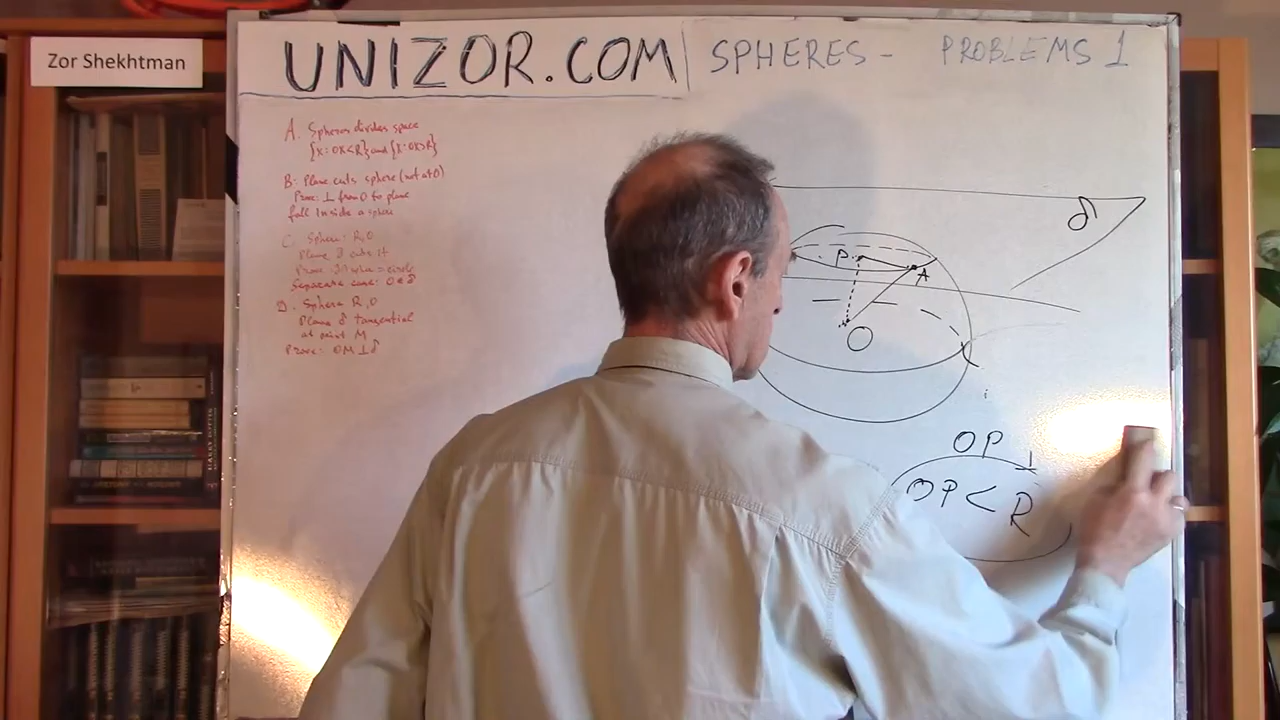 Zor Shekhtman
UNIZOR.COM
SPHERES - PROBLEMS 1
A. Spheres divides space
{X: OX<R} and {X: OX>R}
B: Plane cuts sphere (not at O)
Prove: ⊥ from O to plane
fall inside a sphere
C. Sphere: R, O
Plane δ cuts it
Prove: = circle
Separate case: O ∈ δ
D. Sphere R, O
Plane δ tangential
at point M
Prove: OM ⊥ δ
δ
P
A
O
OP ⊥
OP < R